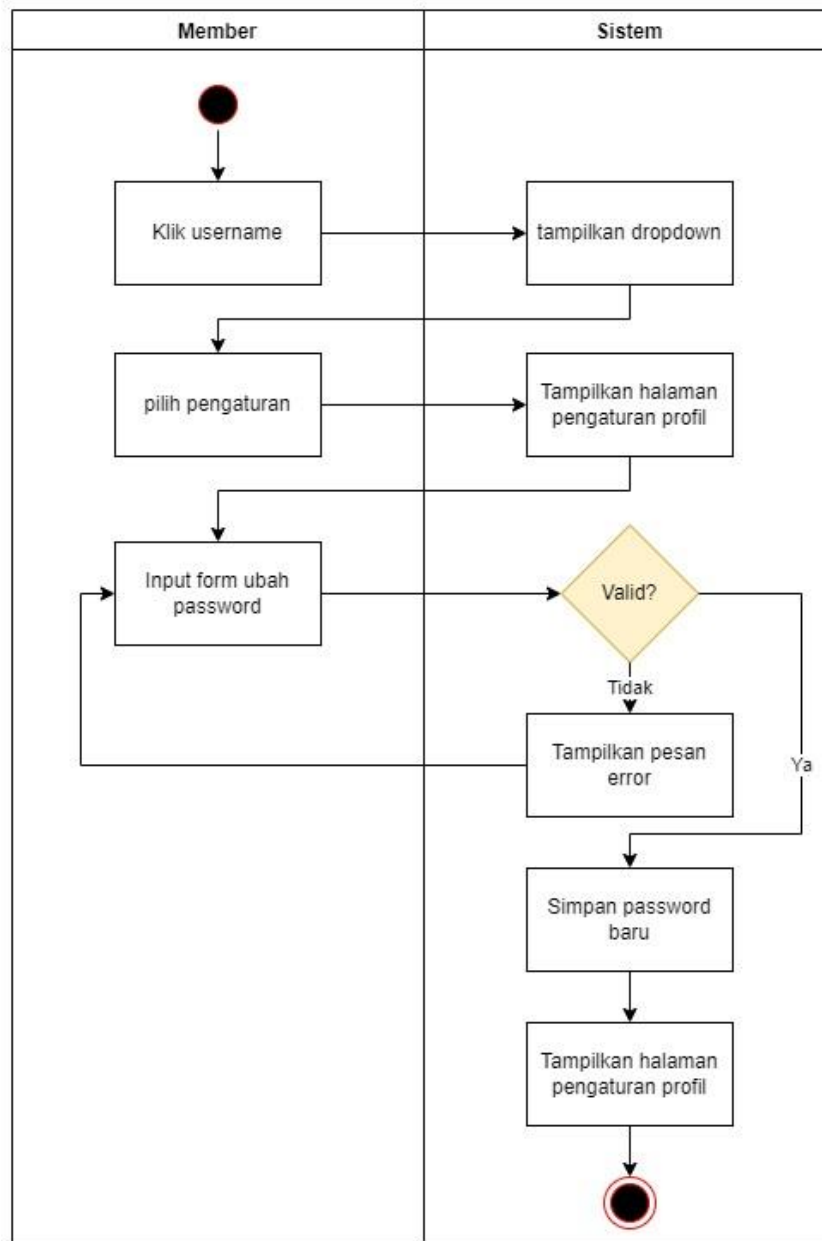 Member
Sistem
Klik username
tampilkan dropdown
pilih pengaturan
Tampilkan halaman
pengaturan profil
Input form ubah
password
Valid?
Tidak
Tampilkan pesan
error
Ya
Simpan password
baru
Tampilkan halaman
pengaturan profil